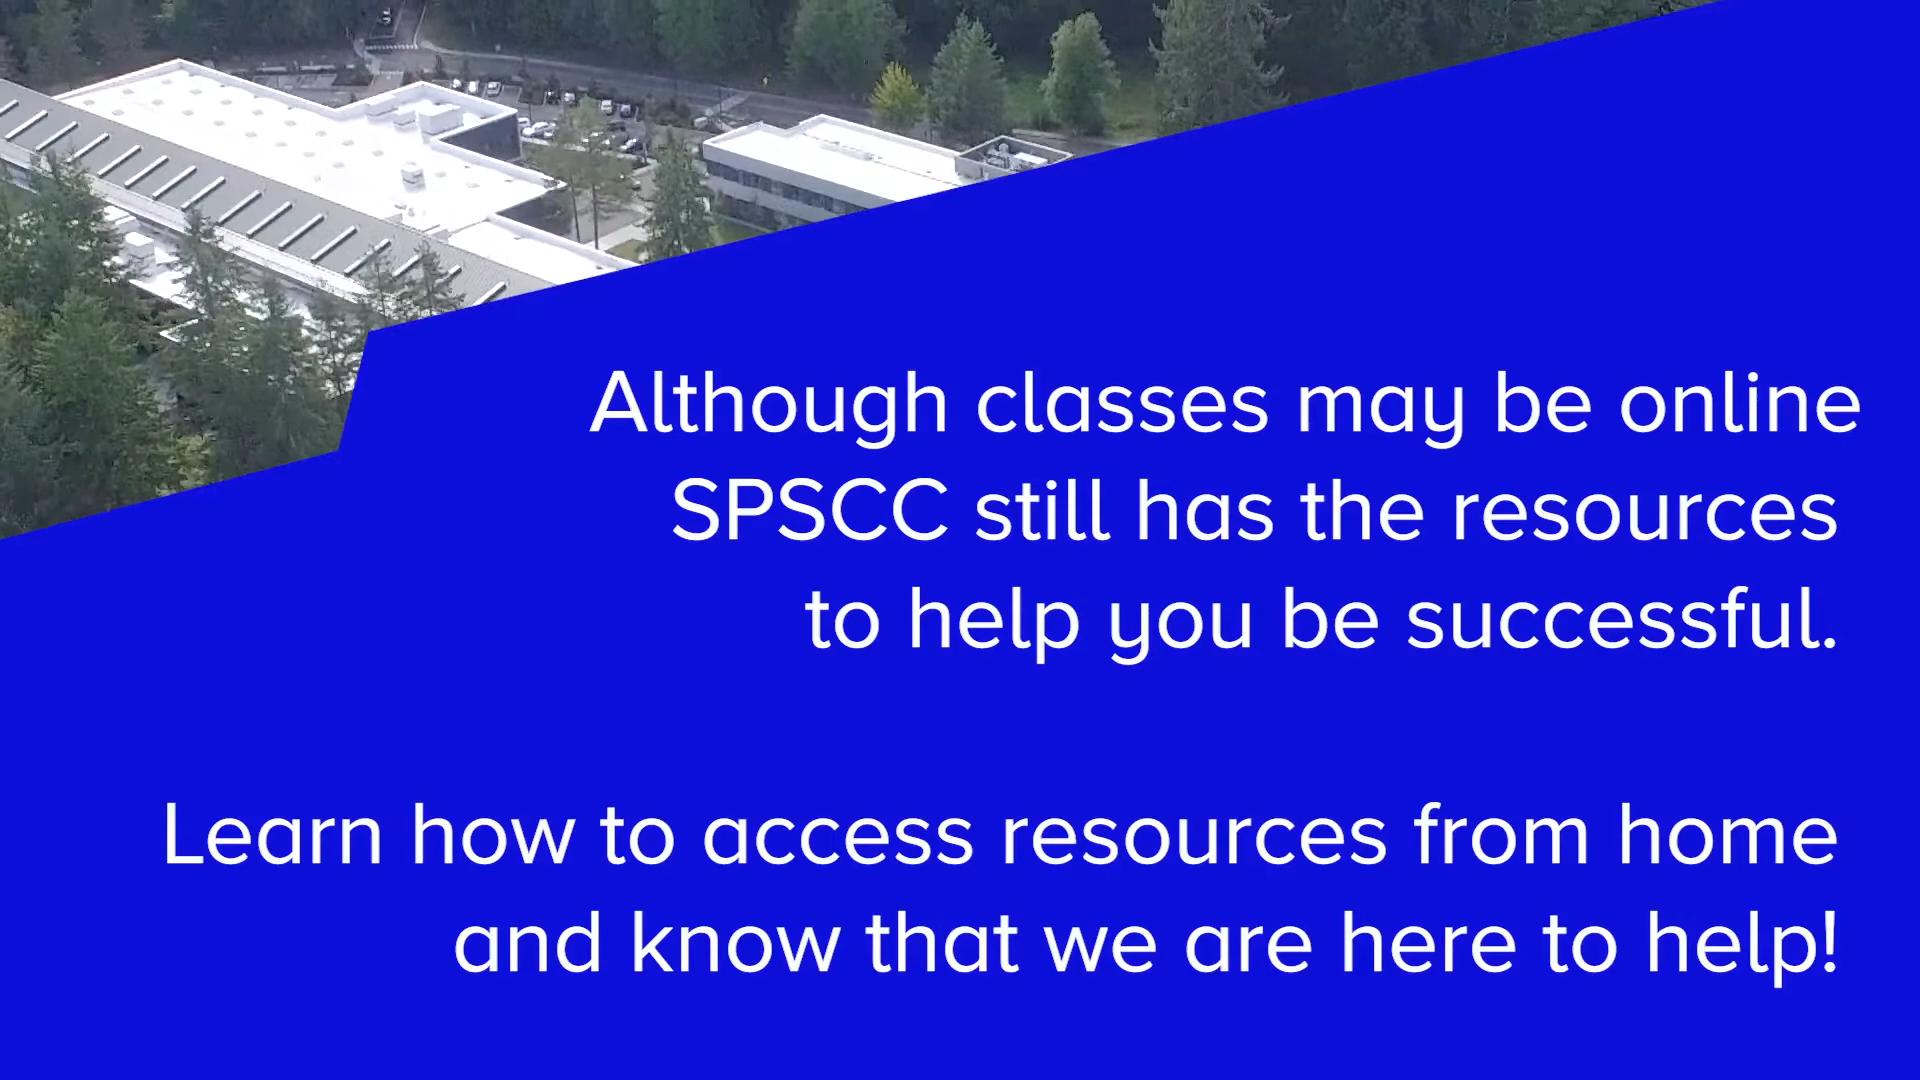 Although classes may be online
SPSCC still has the resources
to help you be successful.
Learn how to access resources from home
and know that we are here to help!